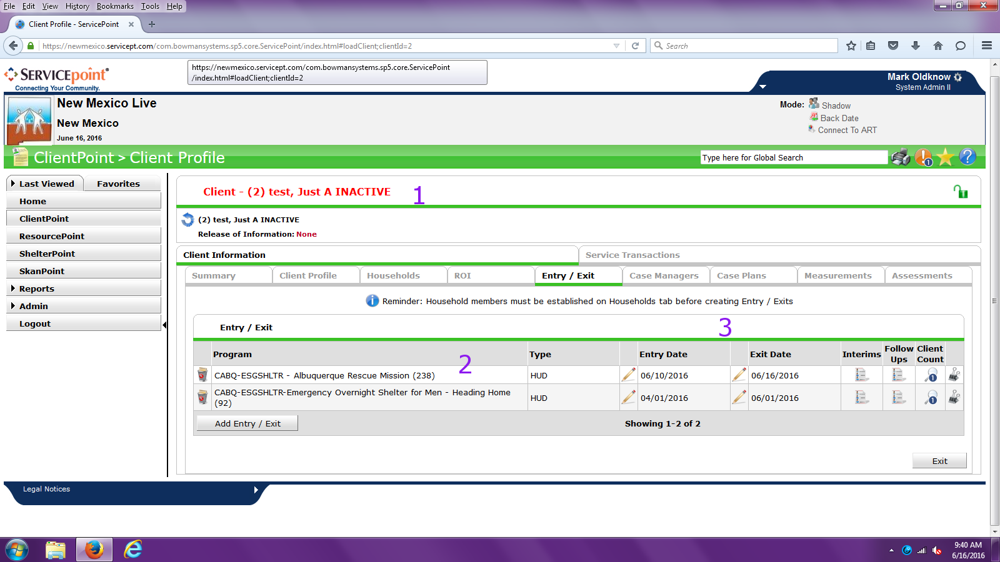 File Edit View History Bookmarks Tools Help
Client Profile - ServicePoint
https://newmexico.servicept.com/com.bowmansystems.sp5.core.ServicePoint/index.html#loadClient;clientId=2
Search
https://newmexico.servicept.com/com.bowmansystems.sp5.core.ServicePoint
/index.html#loadClient;clientId=2
SERVICEpoint
Connecting Your Community.
Mark Oldknow
System Admin II
New Mexico Live
New Mexico
June 16, 2016
Mode: Shadow
Back Date
Connect To ART
ClientPoint > Client Profile
Type here for Global Search
1
Last Viewed Favorites
Home
ClientPoint
ResourcePoint
ShelterPoint
SkanPoint
Reports
Admin
Logout
Client - (2) test, Just A INACTIVE 1
(2) test, Just A INACTIVE
Release of Information: None
Client Information Service Transactions
Summary Client Profile Households ROI Entry / Exit Case Managers Case Plans Measurements Assessments
Reminder: Household members must be established on Households tab before creating Entry / Exits
Entry / Exit 3
Program 2 Type Entry Date Exit Date Interims Follow Ups Client Count
CABQ-ESGSHLTR - Albuquerque Rescue Mission (238) HUD 06/10/2016 06/16/2016 1
CABQ-ESGSHLTR-Emergency Overnight Shelter for Men - Heading Home
(92) HUD 04/01/2016 06/01/2016 1
Add Entry / Exit Showing 1-2 of 2
Exit
Legal Notices
9:40 AM
6/16/2016